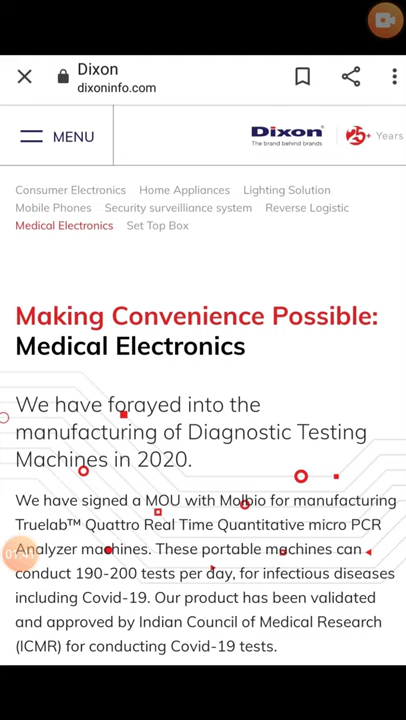 Dixon
dixoninfo.com
MENU
Dixon
The brand behind brands
25+ Years
Consumer Electronics Home Appliances Lighting Solution
Mobile Phones Security surveilliance system Reverse Logistic
Medical Electronics Set Top Box
Making Convenience Possible:
Medical Electronics
We have forayed into the
manufacturing of Diagnostic Testing
Machines in 2020.
We have signed a MOU with Molbio for manufacturing
Truelab™ Quattro Real Time Quantitative micro PCR
Analyzer machines. These portable machines can
conduct 190-200 tests per day, for infectious diseases
including Covid-19. Our product has been validated
and approved by Indian Council of Medical Research
(ICMR) for conducting Covid-19 tests.